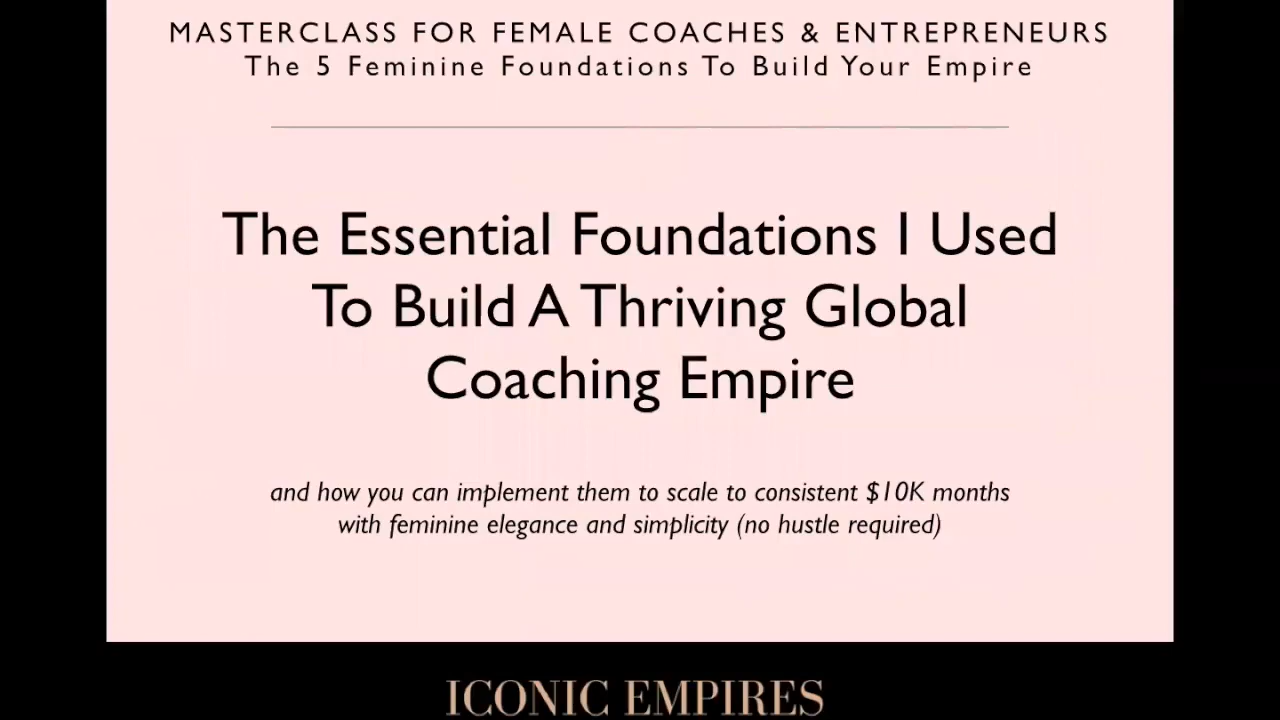 MASTERCLASS FOR FEMALE COACHES & ENTREPRENEURS
The 5 Feminine Foundations To Build Your Empire
The Essential Foundations I Used
To Build A Thriving Global
Coaching Empire
and how you can implement them to scale to consistent $10K months
with feminine elegance and simplicity (no hustle required)
ICONIC EMPIRES